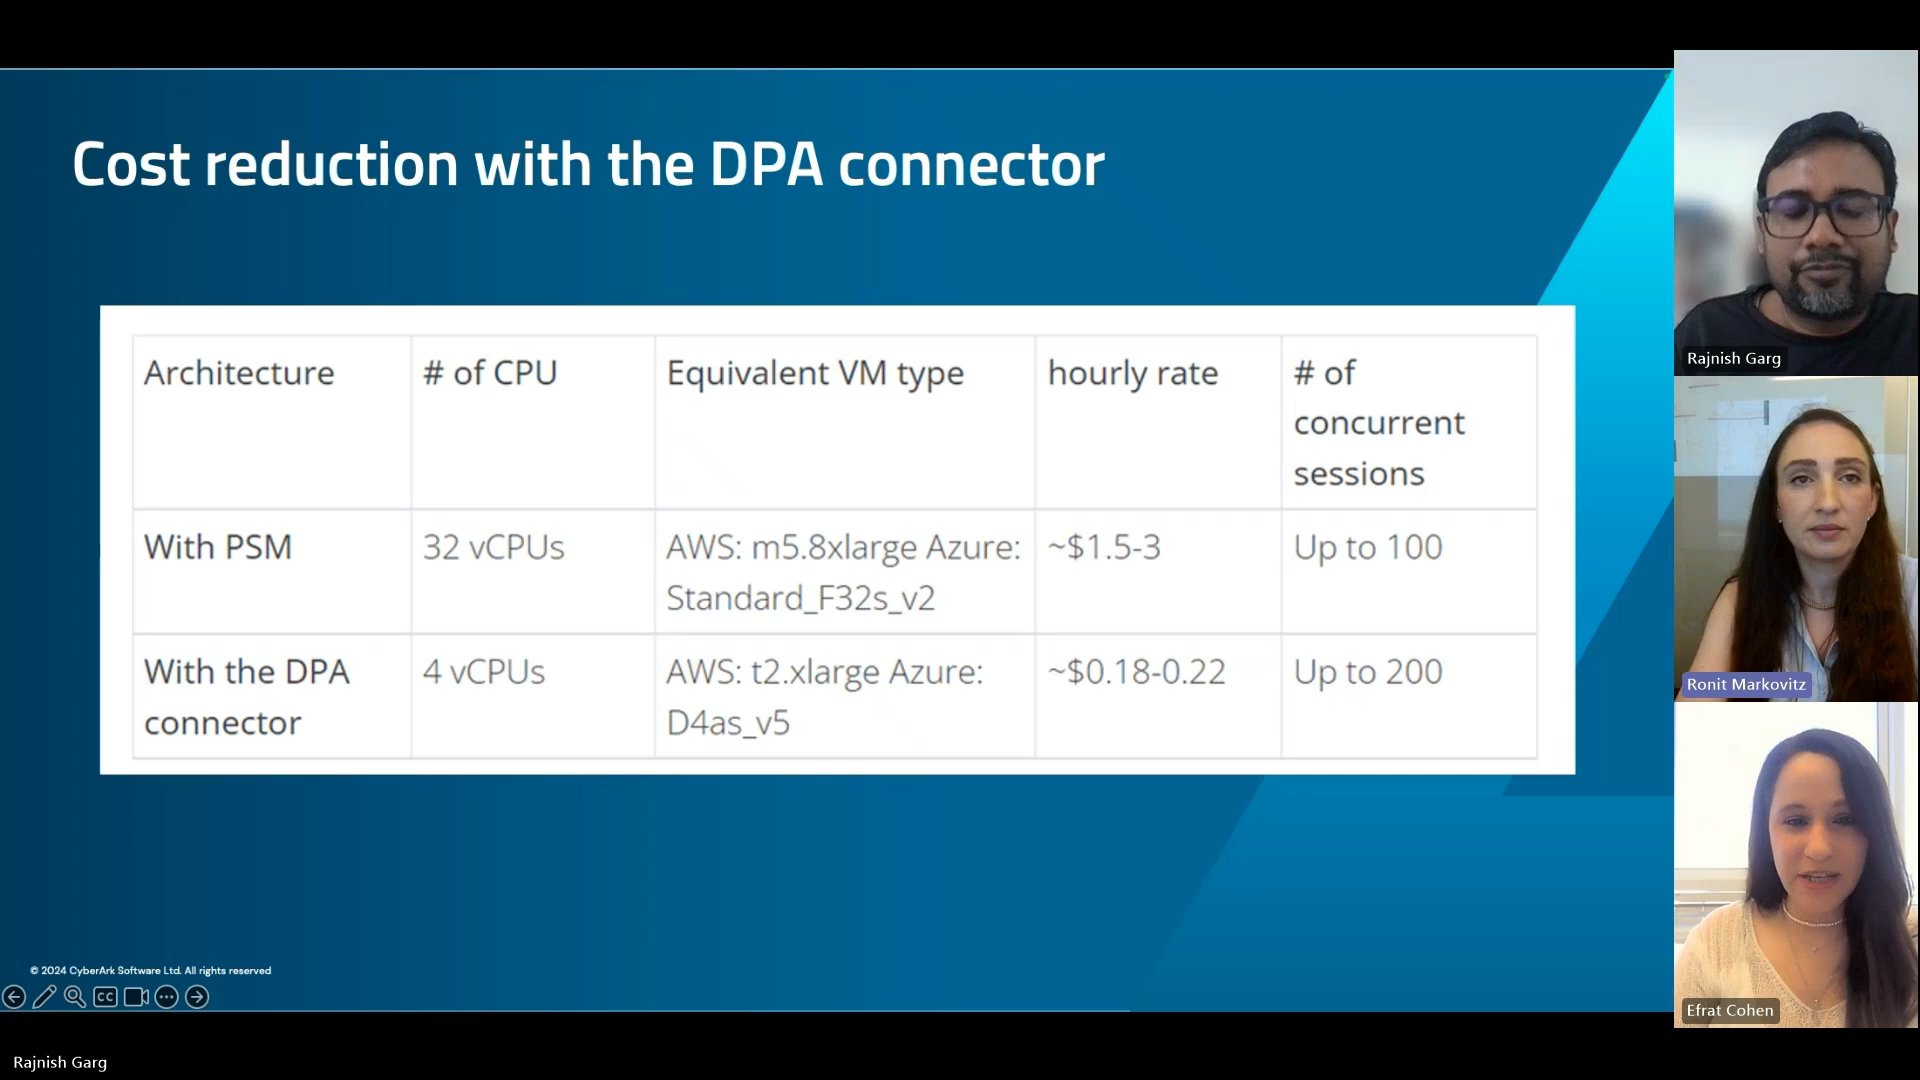 Cost reduction with the DPA connector
Architecture
# of CPU
Equivalent VM type
hourly rate
# of
concurrent
sessions
With PSM
32 vCPUs
AWS: m5.8xlarge Azure:
Standard_F32s_v2
~$1.5-3
Up to 100
With the DPA
connector
4 vCPUs
AWS: t2.xlarge Azure:
D4as_v5
~$0.18-0.22
Up to 200
© 2024 CyberArk Software Ltd. All rights reserved
CC
Rajnish Garg
Ronit Markovitz
Efrat Cohen
Rajnish Garg